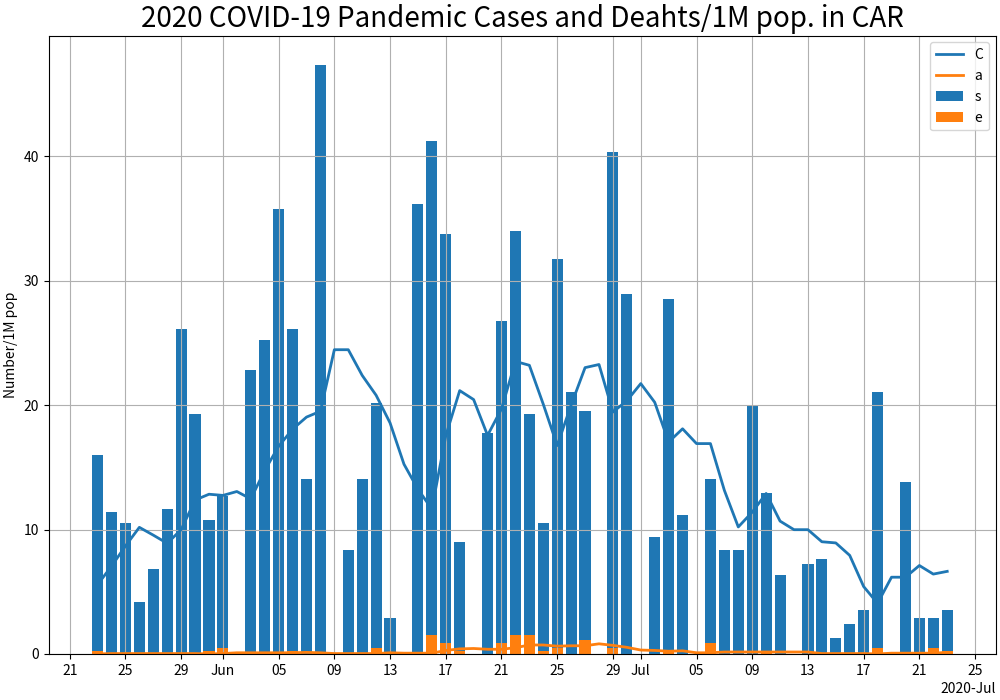 2020 COVID-19 Pandemic Cases and Deahts/1M pop. in CAR
C
a
s
e
Number/1M pop
40
30
20
10
0
21 25 29 Jun 05 09 13 17 21 25 29 Jul 05 09 13 17 21 25
2020-Jul